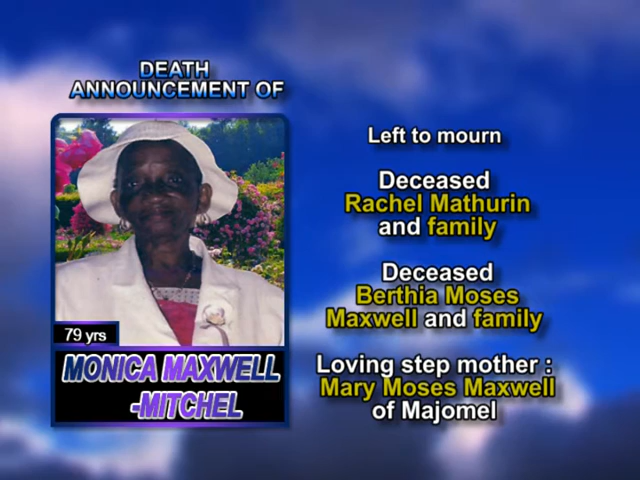 DEATH
ANNOUNCEMENT OF
79 yrs
MONICA MAXWELL
-MITCHEL
Left to mourn
Deceased
Rachel Mathurin
and family
Deceased
Berthia Moses
Maxwell and family
Loving step mother :
Mary Moses Maxwell
of Majomel